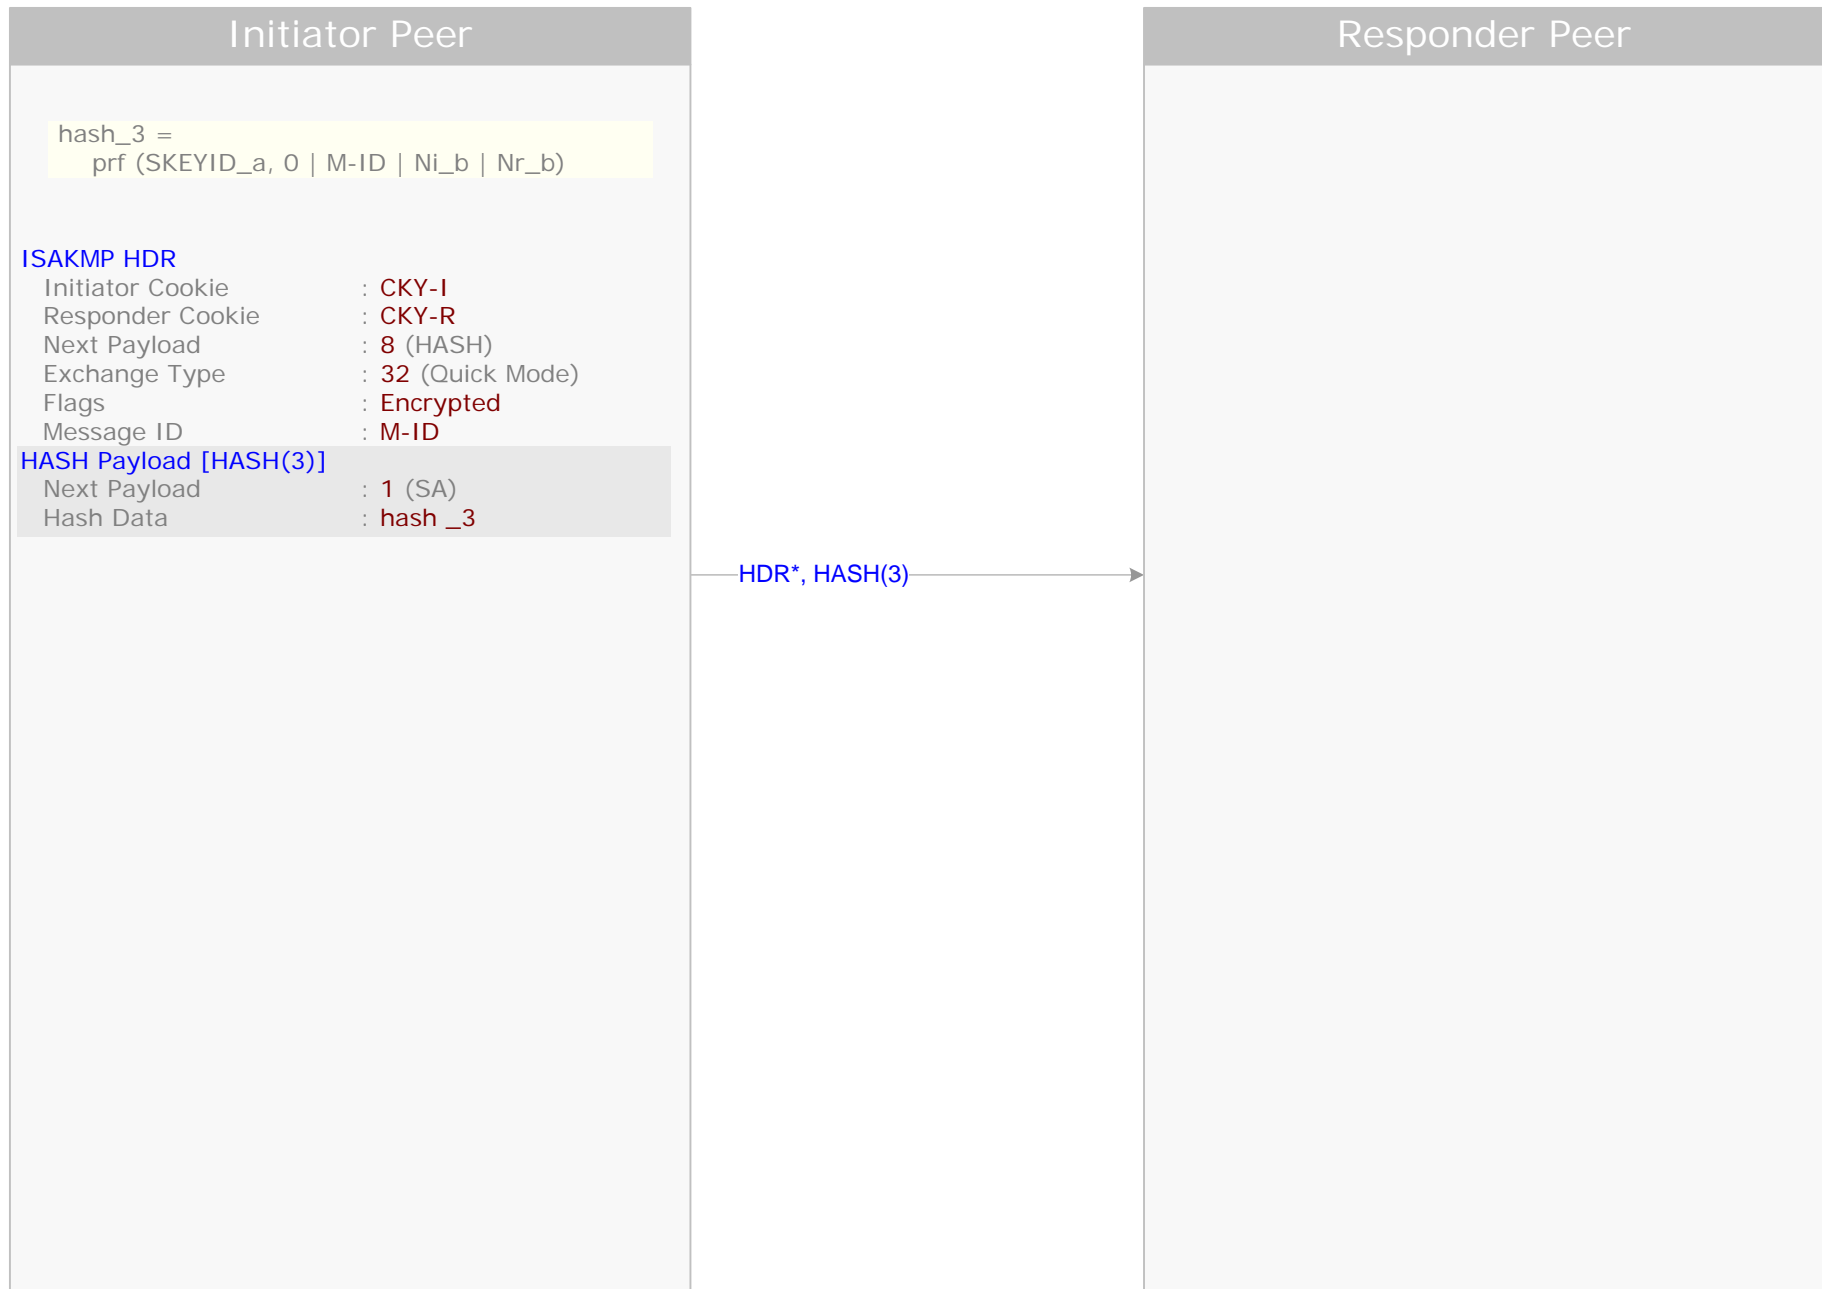 Initiator Peer
Responder Peer
hash_3 =
prf (SKEYID_a, 0 | M-ID | Ni_b | Nr_b)
ISAKMP HDR
Initiator Cookie : CKY-I
Responder Cookie : CKY-R
Next Payload : 8 (HASH)
Exchange Type : 32 (Quick Mode)
Flags : Encrypted
Message ID : M-ID
HASH Payload [HASH(3)]
Next Payload : 1 (SA)
Hash Data : hash _3
HDR*, HASH(3)